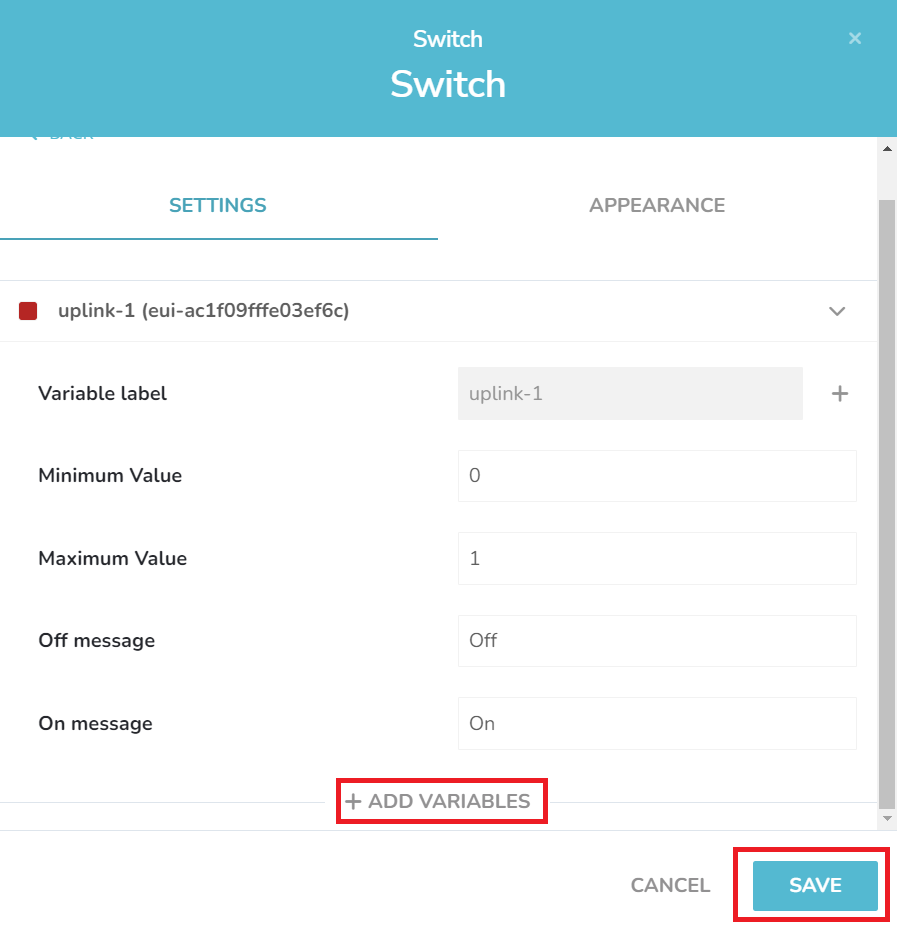 Switch
Switch
×
BACK
SETTINGS
APPEARANCE
uplink-1 (eui-ac1f09fffe03ef6c)
Variable label
uplink-1
+
Minimum Value
0
Maximum Value
1
Off message
Off
On message
On
+ ADD VARIABLES
CANCEL
SAVE